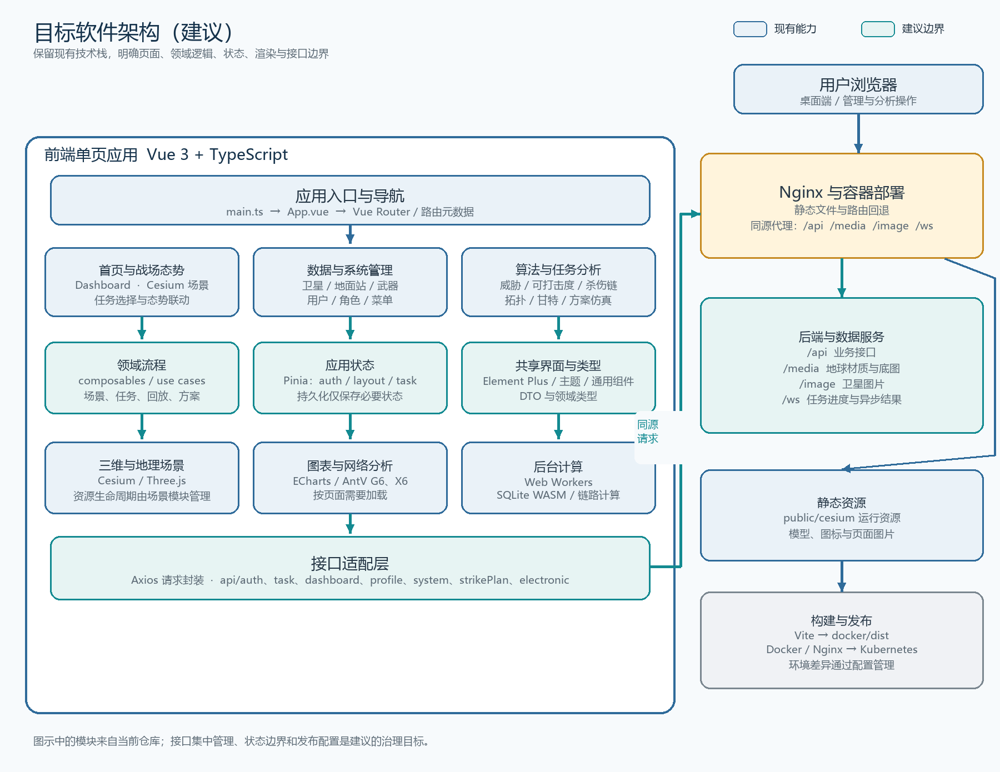 目标软件架构（建议）
保留现有技术栈，明确页面、领域逻辑、状态、渲染与接口边界
现有能力
建议边界
用户浏览器
桌面端 / 管理与分析操作
前端单页应用 Vue 3 + TypeScript
应用入口与导航
main.ts → App.vue → Vue Router / 路由元数据
首页与战场态势
Dashboard · Cesium 场景
任务选择与态势联动
数据与系统管理
卫星 / 地面站 / 武器
用户 / 角色 / 菜单
算法与任务分析
威胁 / 可打击度 / 杀伤链
拓扑 / 甘特 / 方案仿真
领域流程
composables / use cases
场景、任务、回放、方案
应用状态
Pinia：auth / layout / task
持久化仅保存必要状态
共享界面与类型
Element Plus / 主题 / 通用组件
DTO 与领域类型
三维与地理场景
Cesium / Three.js
资源生命周期由场景模块管理
图表与网络分析
ECharts / AntV G6、X6
按页面需要加载
后台计算
Web Workers
SQLite WASM / 链路计算
接口适配层
Axios 请求封装 · api/auth、task、dashboard、profile、system、strikePlan、electronic
同源
请求
Nginx 与容器部署
静态文件与路由回退
同源代理：/api /media /image /ws
后端与数据服务
/api 业务接口
/media 地球材质与底图
/image 卫星图片
/ws 任务进度与异步结果
静态资源
public/cesium 运行资源
模型、图标与页面图片
构建与发布
Vite → docker/dist
Docker / Nginx → Kubernetes
环境差异通过配置管理
图示中的模块来自当前仓库；接口集中管理、状态边界和发布配置是建议的治理目标。